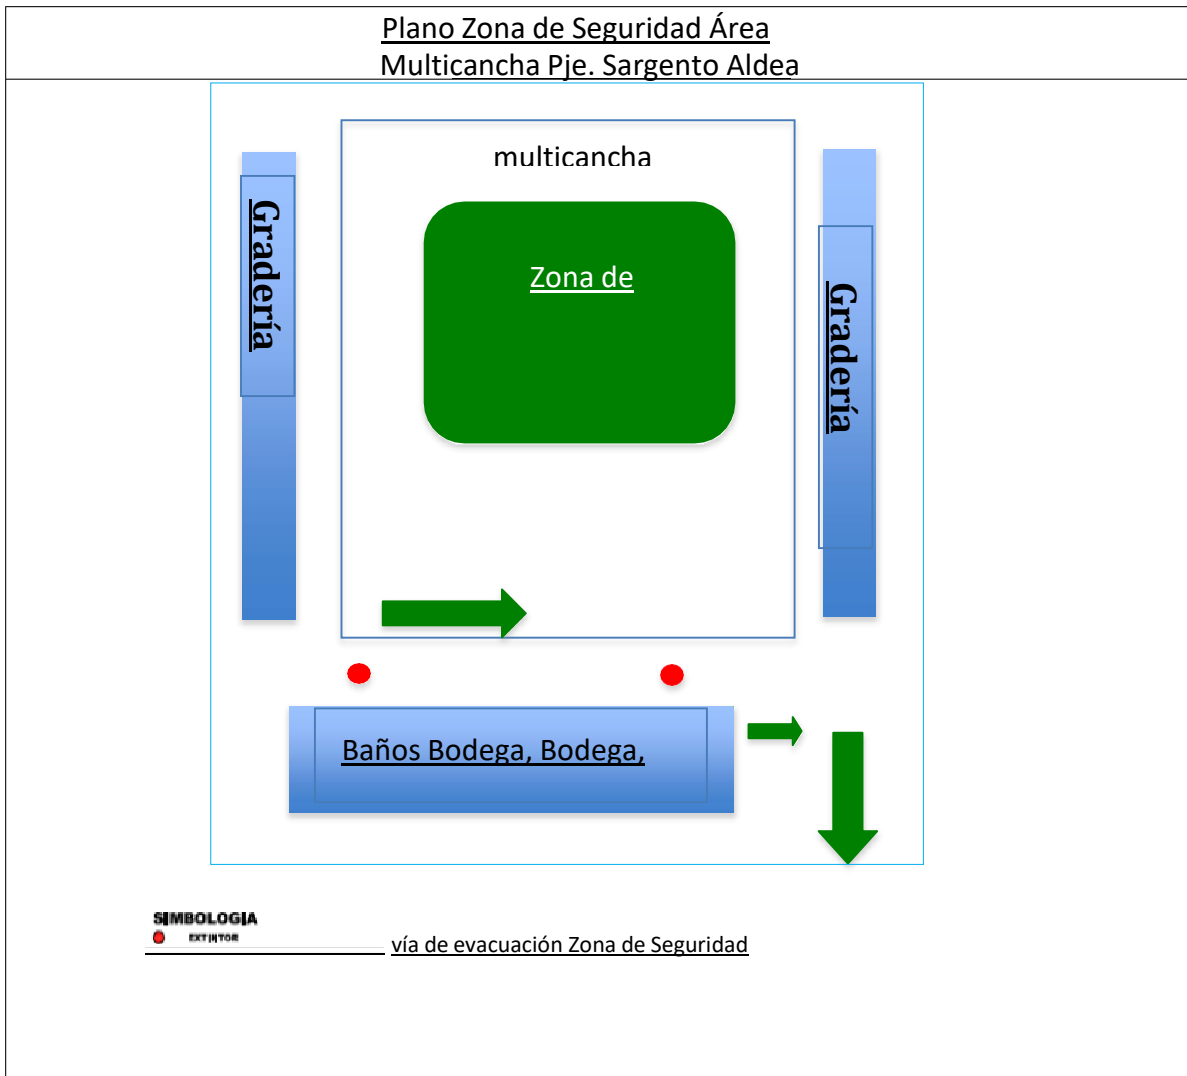 Plano Zona de Seguridad Área
Multicancha Pje. Sargento Aldea
multicancha
Gradería
Zona de
Gradería
Baños Bodega, Bodega,
SIMBOLOGIA
EXTINTOR
vía de evacuación Zona de Seguridad